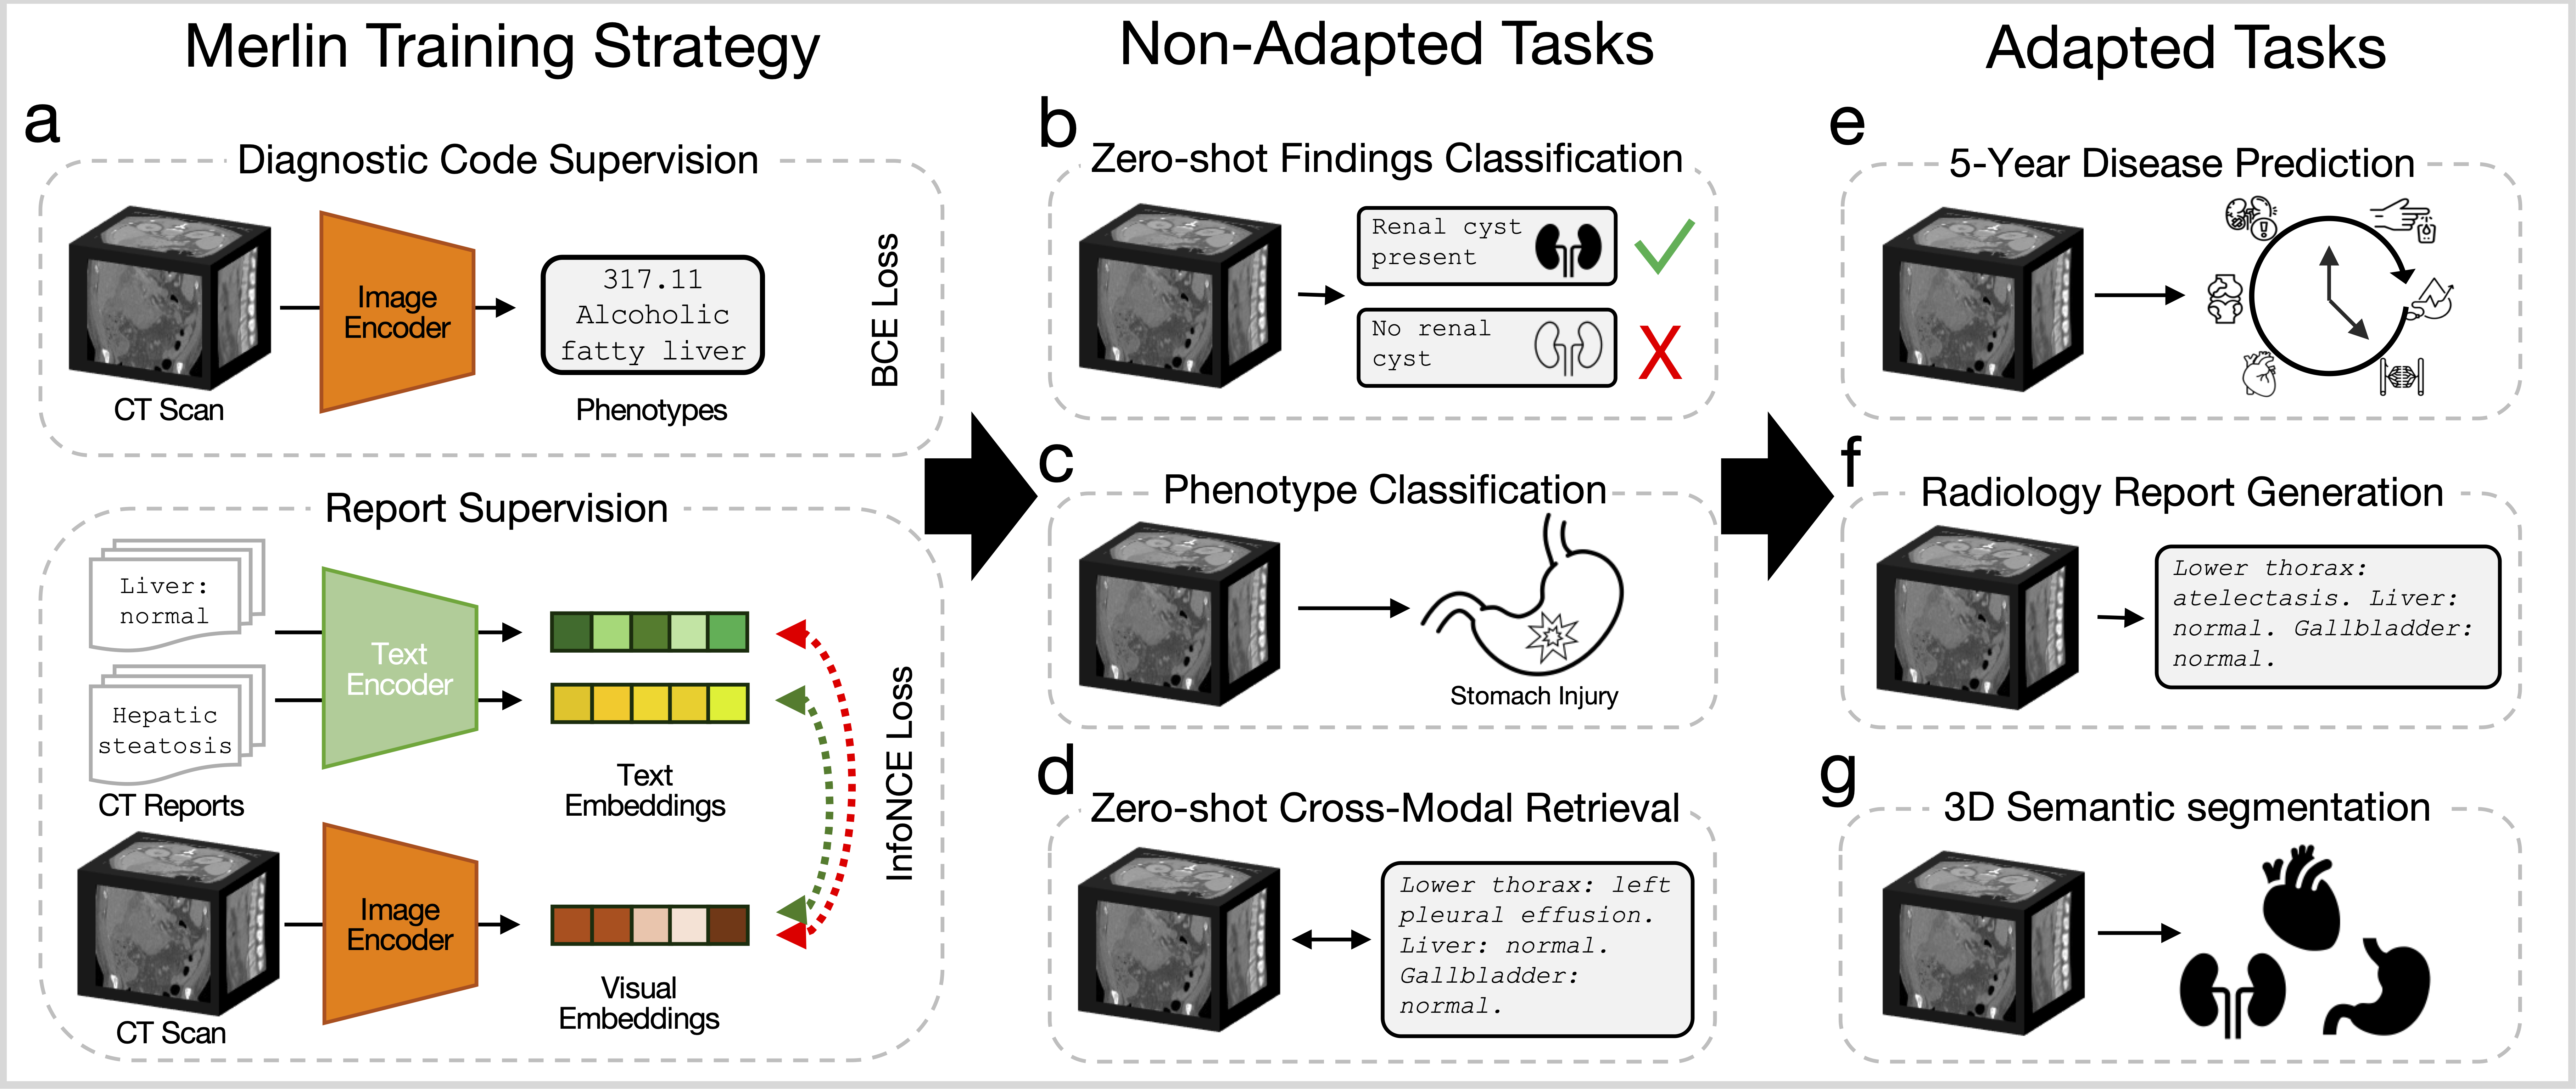 Merlin Training Strategy
a
Diagnostic Code Supervision
CT Scan
Image
Encoder
317.11
Alcoholic
fatty liver
Phenotypes
BCE Loss
Report Supervision
Liver:
normal
Hepatic
steatosis
CT Reports
Text
Encoder
Text
Embeddings
CT Scan
Image
Encoder
Visual
Embeddings
InfoNCE Loss
Non-Adapted Tasks
b
Zero-shot Findings Classification
Renal cyst
present
No renal
cyst
X
c
Phenotype Classification
Stomach Injury
d
Zero-shot Cross-Modal Retrieval
Lower thorax: left
pleural effusion.
Liver: normal.
Gallbladder:
normal.
Adapted Tasks
e
5-Year Disease Prediction
f
Radiology Report Generation
Lower thorax:
atelectasis. Liver:
normal. Gallbladder:
normal.
g
3D Semantic segmentation